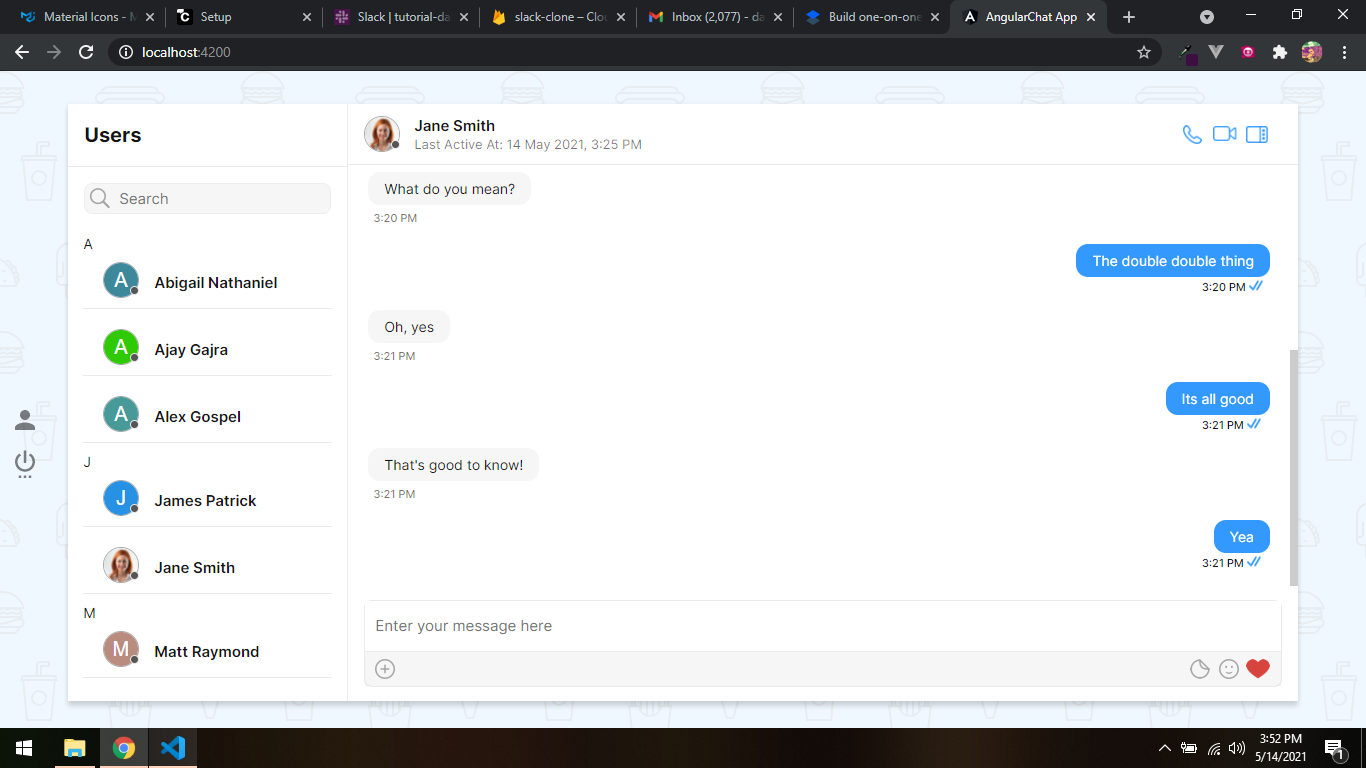 Material Icons - M
Setup
Slack | tutorial-da
slack-clone – Clou
Inbox (2,077) - da
Build one-on-one
AngularChat App
localhost:4200
Users
Search
A
A Abigail Nathaniel
A Ajay Gajra
A Alex Gospel
J
J James Patrick
Jane Smith
M
M Matt Raymond
Jane Smith
Last Active At: 14 May 2021, 3:25 PM
What do you mean?
3:20 PM
The double double thing
3:20 PM
Oh, yes
3:21 PM
Its all good
3:21 PM
That's good to know!
3:21 PM
Yea
3:21 PM
Enter your message here
3:52 PM
5/14/2021
1